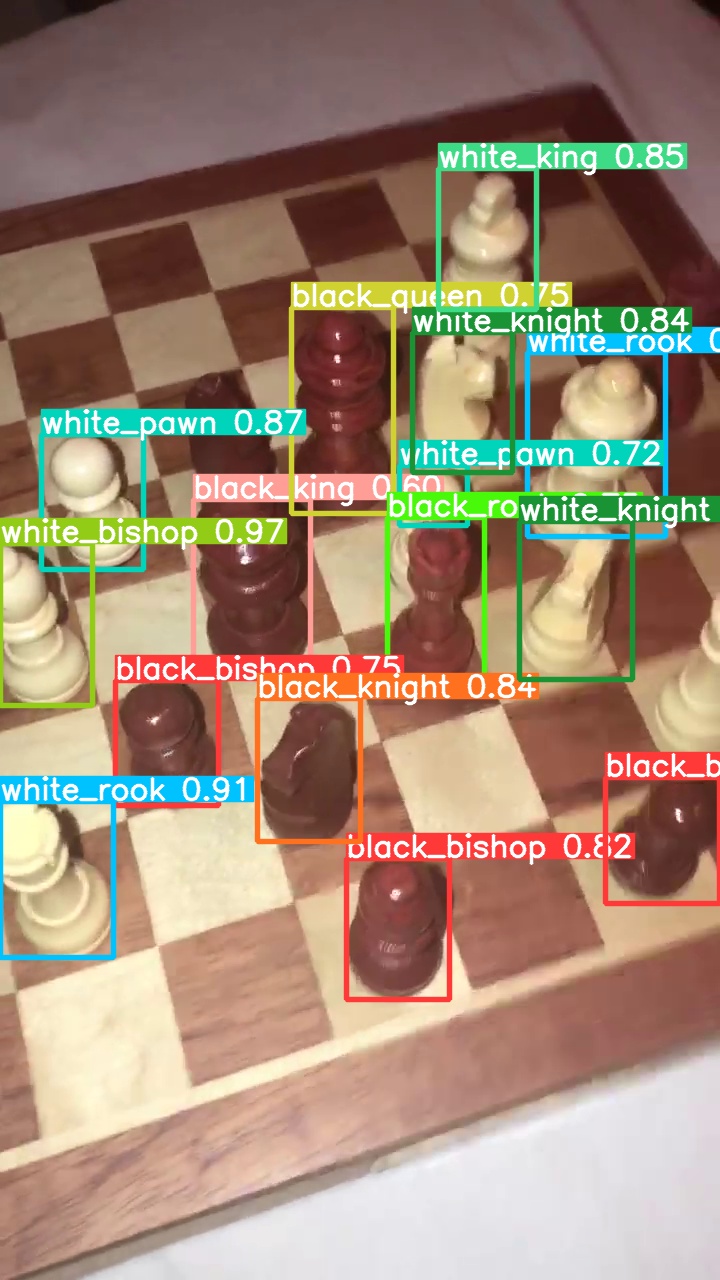 white_king 0.85
black_queen 0.75
white_knight 0.84
white_rook
white_pawn 0.87
white_pawn 0.72
black_king 0.60
white_knight
white_bishop 0.97
black_bishop 0.75
black_knight 0.84
white_rook 0.91
black_bishop 0.82